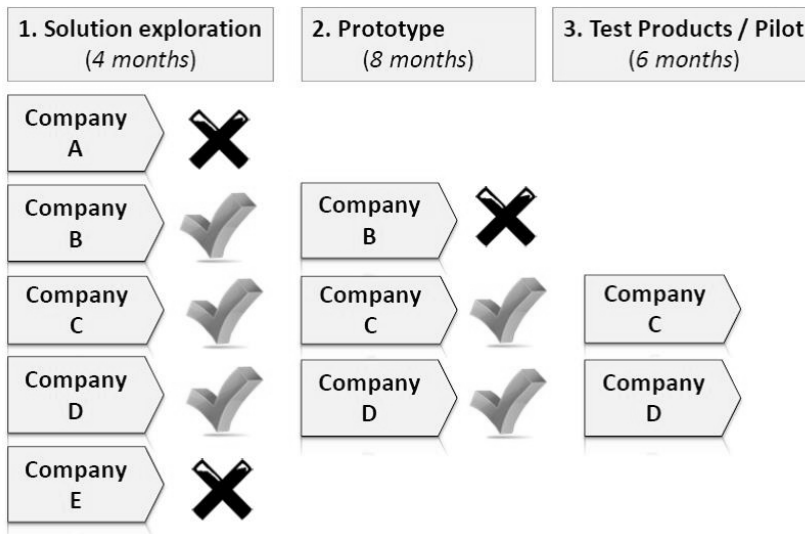 1. Solution exploration
(4 months)
2. Prototype
(8 months)
3. Test Products / Pilot
(6 months)
Company
A
Company
B
Company
B
Company
C
Company
C
Company
C
Company
D
Company
D
Company
D
Company
E